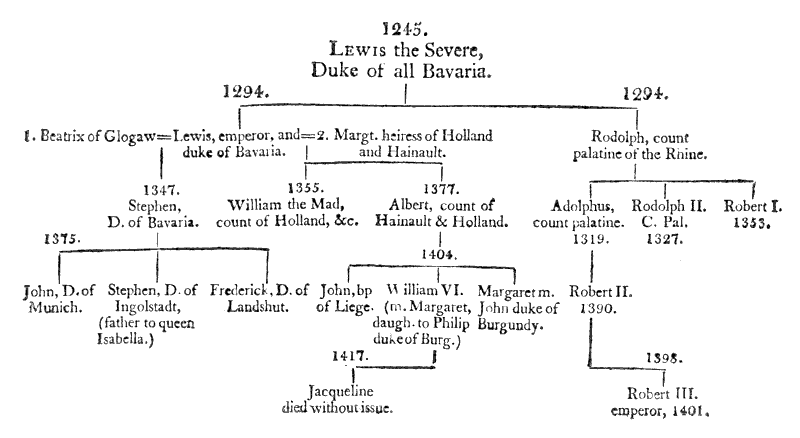 1245.
LEWIS the Severe,
Duke of all Bavaria.
1294.
1294.
1. Beatrix of Glogaw=Lewis, emperor, and=2. Margt. heiress of Holland
duke of Bavaria.
and Hainault.
Rodolph, count
palatine of the Rhine.
1347.
Stephen,
D. of Bavaria.
1355.
William the Mad,
count of Holland, &c.
1377.
Albert, count of
Hainault & Holland.
Adolphus,
count palatine.
1319.
Rodolph II.
C. Pal.
1327.
Robert I.
1353.
1375.
John, D. of
Munich.
Stephen, D. of
Ingolstadt,
(father to queen
Isabella.)
Frederick, D. of
Landshut.
1404.
John, bp
of Liege.
William VI.
(m. Margaret,
daugh. to Philip
duke of Burg.)
Margaret m.
John duke of
Burgundy.
Robert II.
1390.
1417.
Jacqueline
died without issue.
1398.
Robert III.
emperor, 1401.